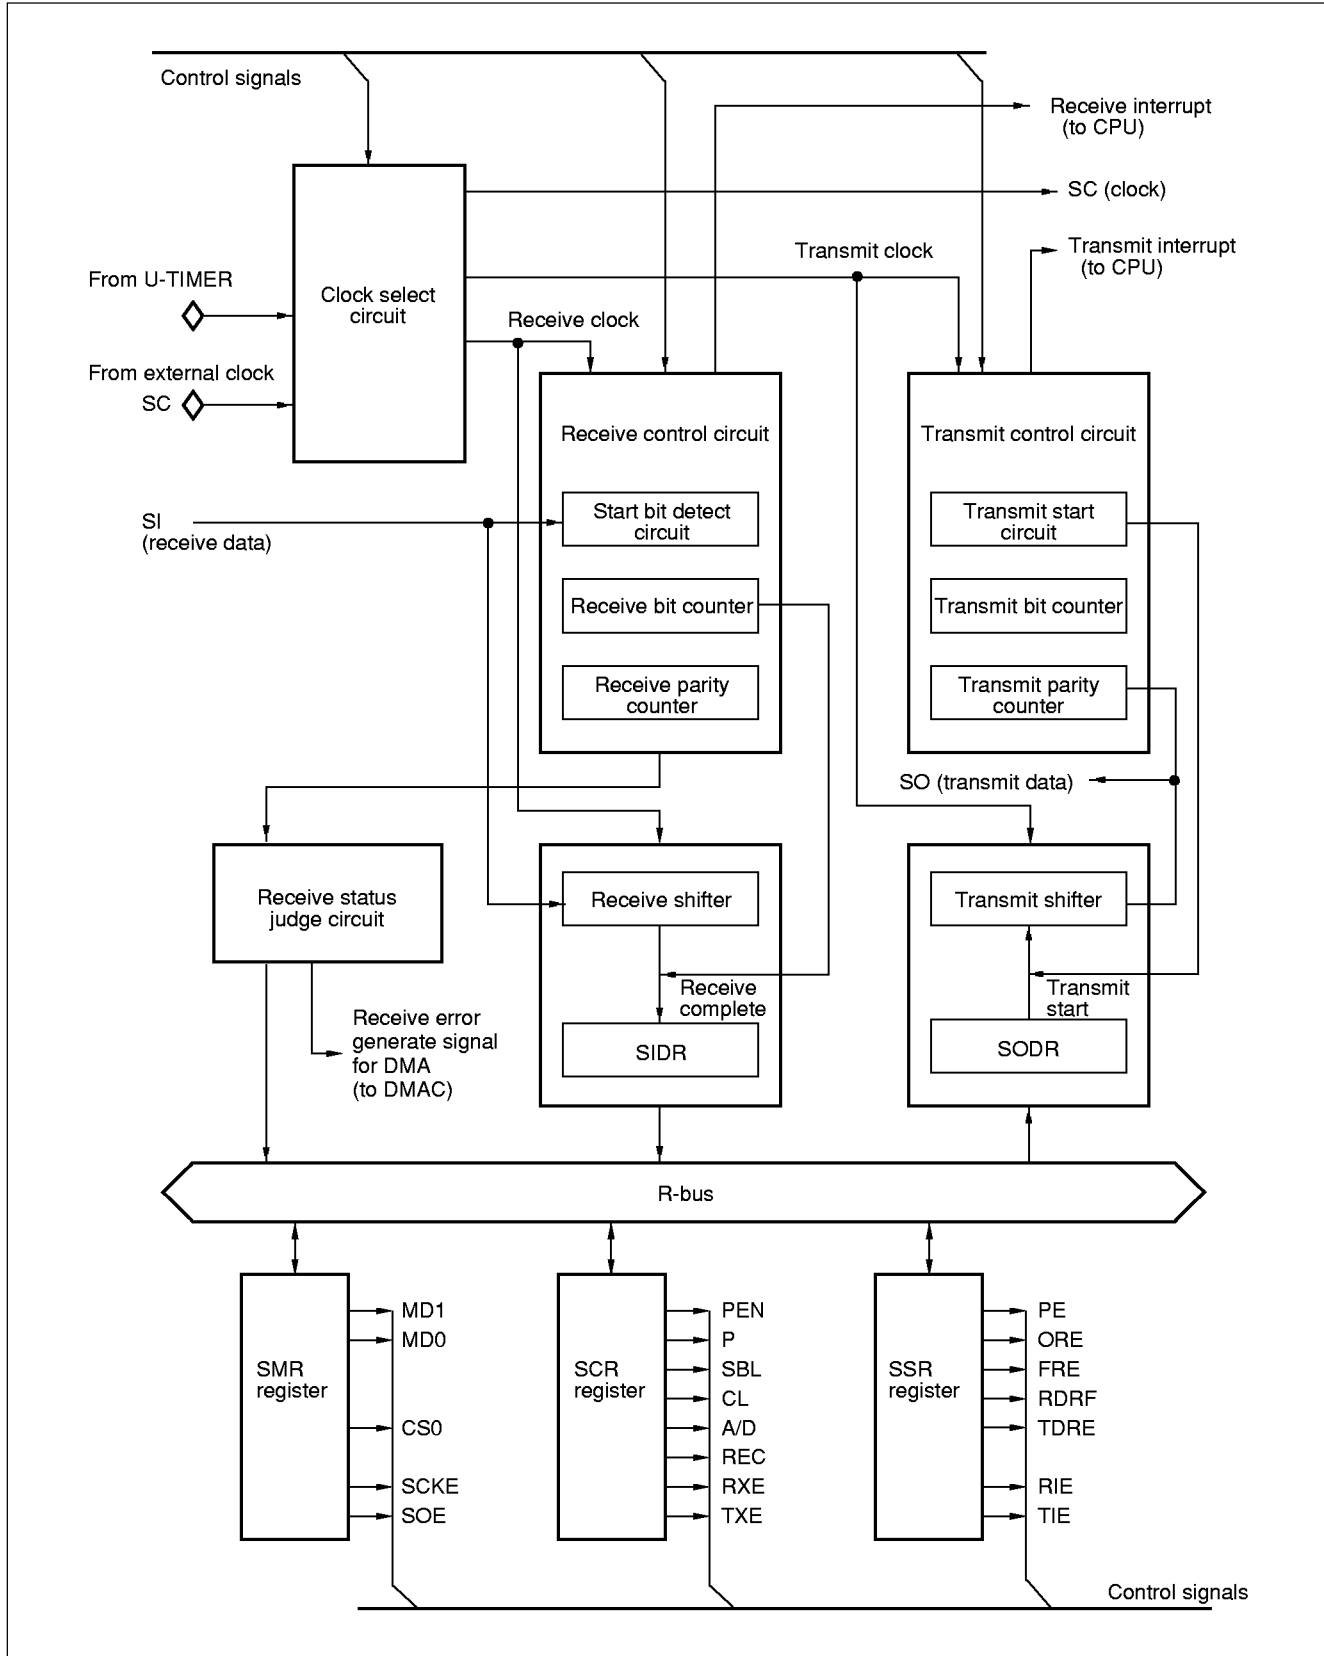 Control signals
Receive interrupt
(to CPU)
SC (clock)
Transmit clock
Transmit interrupt
(to CPU)
From U-TIMER
Clock select
circuit
Receive clock
From external clock
SC
Receive control circuit
Transmit control circuit
SI
(receive data)
Start bit detect
circuit
Transmit start
circuit
Receive bit counter
Transmit bit counter
Receive parity
counter
Transmit parity
counter
SO (transmit data)
Receive status
judge circuit
Receive shifter
Transmit shifter
Receive
complete
Transmit
start
Receive error
generate signal
for DMA
(to DMAC)
SIDR
SODR
R-bus
SMR
register
MD1
MD0
CS0
SCKE
SOE
SCR
register
PEN
P
SBL
CL
A/D
REC
RXE
TXE
SSR
register
PE
ORE
FRE
RDRF
TDRE
RIE
TIE
Control signals